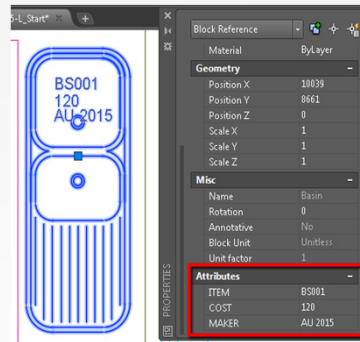 5-L_Start*
Block Reference
Material ByLayer
Geometry
Position X 10039
Position Y 8661
Position Z 0
Scale X 1
Scale Y 1
Scale Z 1
Misc
Name Basin
Rotation 0
Annotative No
Block Unit Unitless
Unit factor 1
Attributes
ITEM BS001
COST 120
MAKER AU 2015
PROPERTIES
BS001
120
AU 2015